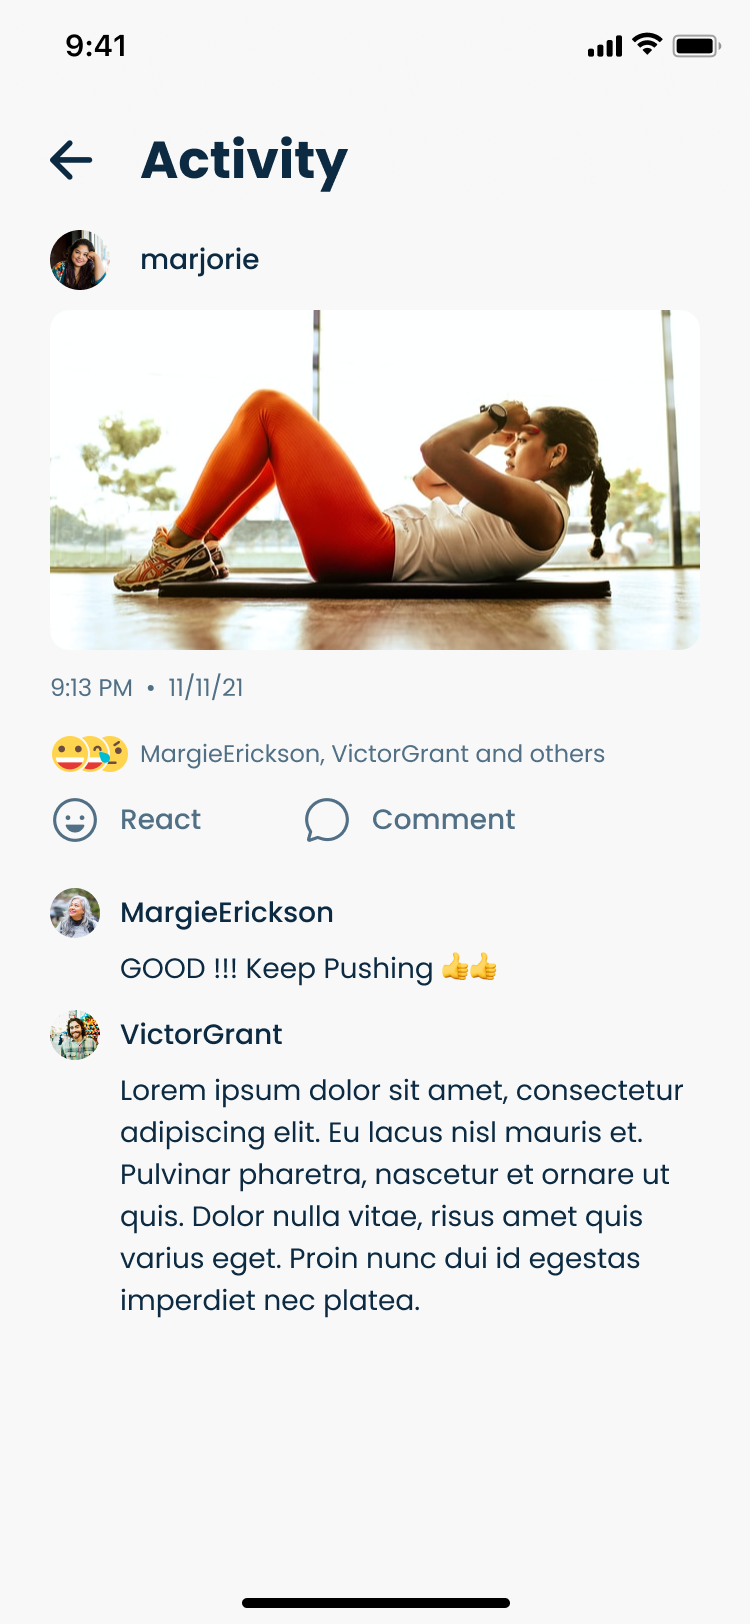 9:41
Activity
marjorie
9:13 PM • 11/11/21
MargieErickson, VictorGrant and others
React
Comment
MargieErickson
GOOD !!! Keep Pushing 👍👍
VictorGrant
Lorem ipsum dolor sit amet, consectetur
adipiscing elit. Eu lacus nisl mauris et.
Pulvinar pharetra, nascetur et ornare ut
quis. Dolor nulla vitae, risus amet quis
varius eget. Proin nunc dui id egestas
imperdiet nec platea.